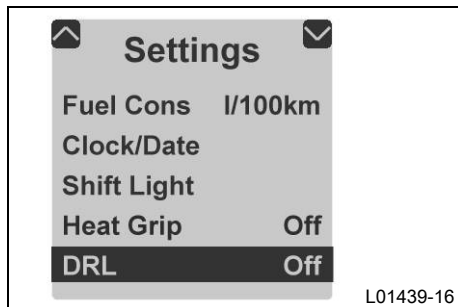 Settings
Fuel Cons l/100km
Clock/Date
Shift Light
Heat Grip Off
DRL Off
L01439-16